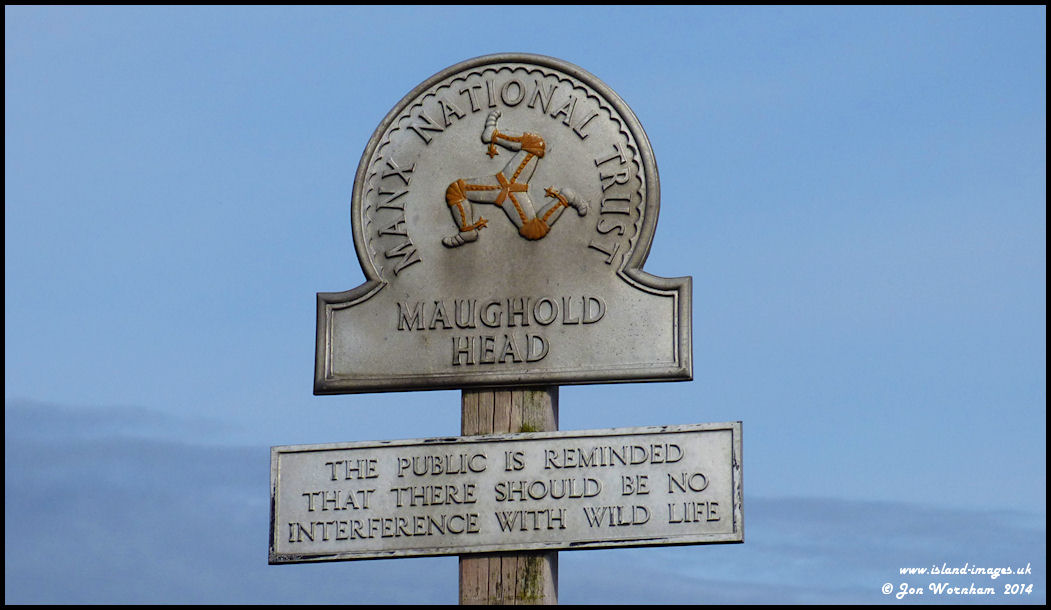 MANX NATIONAL TRUST
MAUGHOLD
HEAD
THE PUBLIC IS REMINDED
THAT THERE SHOULD BE NO
INTERFERENCE WITH WILD LIFE
www.island-images.uk
© Jon Wornham 2014